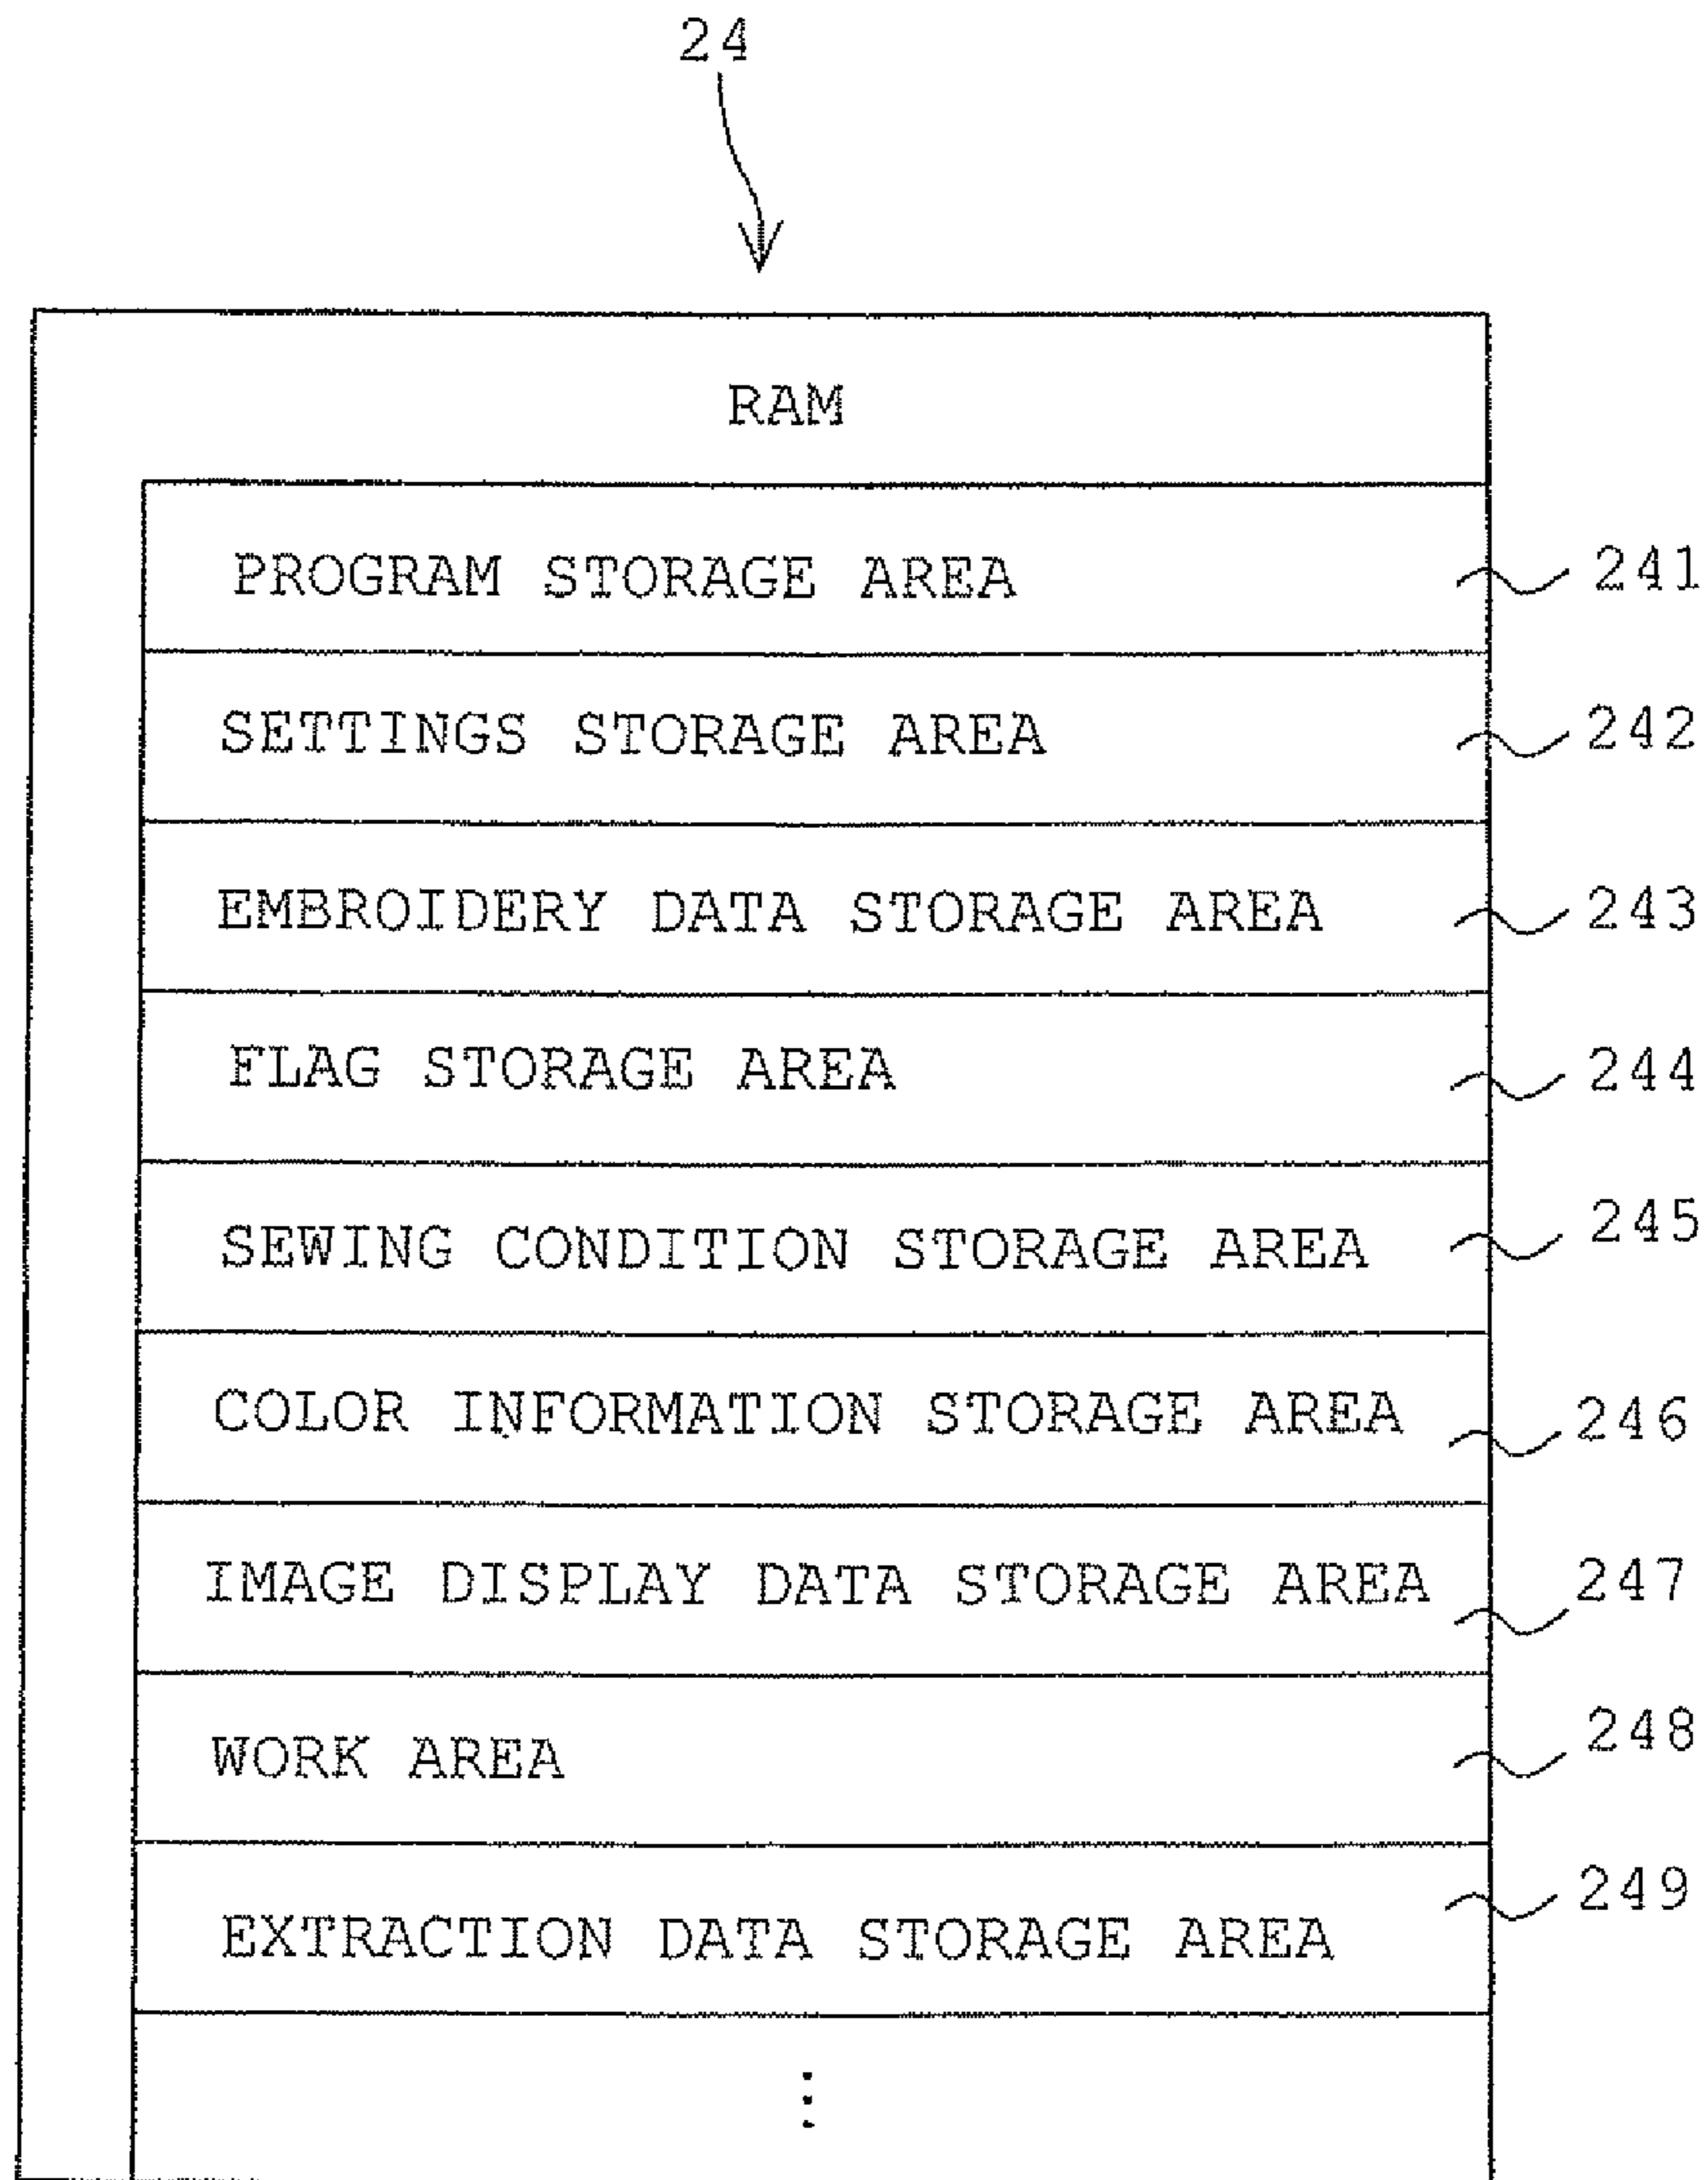 24
RAM
PROGRAM STORAGE AREA 241
SETTINGS STORAGE AREA 242
EMBROIDERY DATA STORAGE AREA 243
FLAG STORAGE AREA 244
SEWING CONDITION STORAGE AREA 245
COLOR INFORMATION STORAGE AREA 246
IMAGE DISPLAY DATA STORAGE AREA 247
WORK AREA 248
EXTRACTION DATA STORAGE AREA 249
⋮